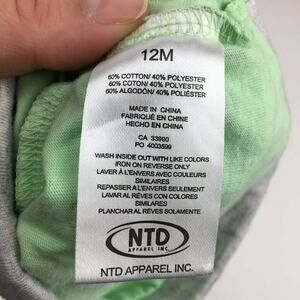 12M
60% COTTON/ 40% POLYESTER
60% COTTON/ 40% POLYESTER
60% ALGODÓN/ 40% POLIÉSTER
MADE IN CHINA
FABRIQUÉ EN CHINE
HECHO EN CHINA
CA 33990
PO 4003599
WASH INSIDE OUT WITH LIKE COLORS
IRON ON REVERSE ONLY
LAVER À L'ENVERS AVEC COULEURS
SIMILAIRES
REPASSER À L'ENVERS SEULEMENT
LAVAR AL RÉVES CON COLORES
SIMILARES
PLANCHAR AL RÉVES SOLAMENTE
NTD
APPAREL INC.
NTD APPAREL INC.